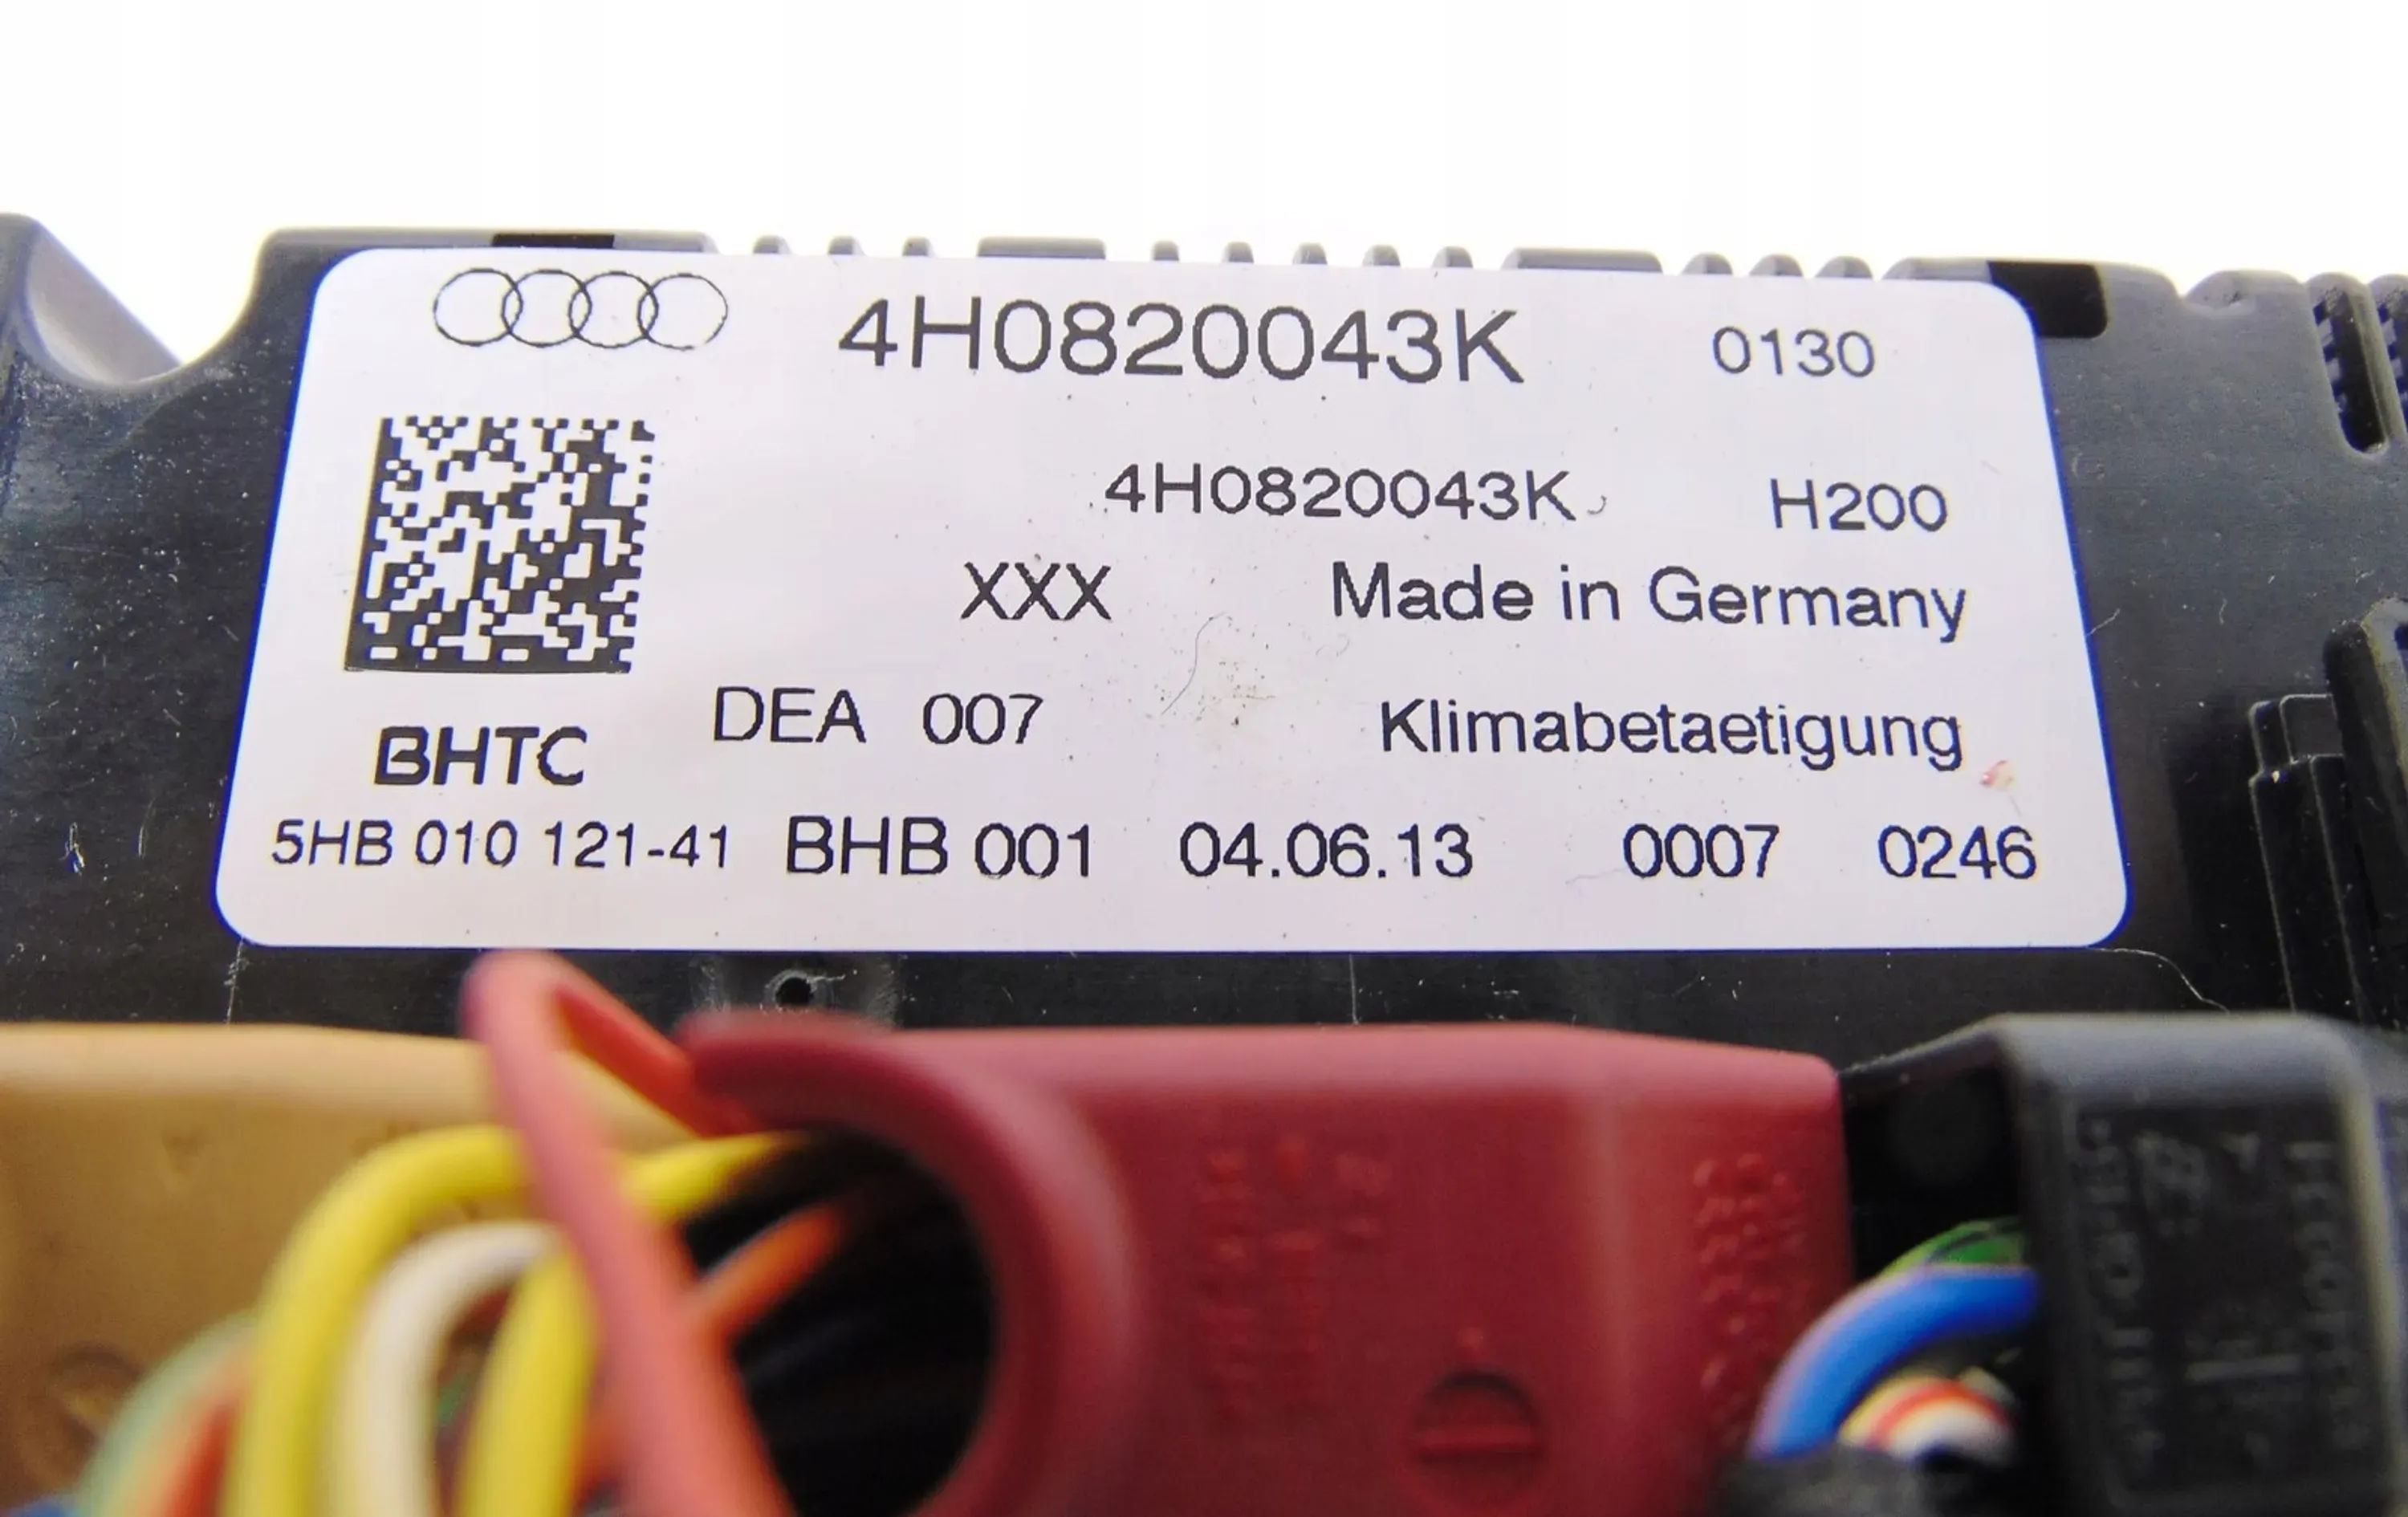 4H0820043K 0130
4H0820043K H200
XXX Made in Germany
DEA 007 Klimabetaetigung
BHTC
5HB 010 121-41 BHB 001 04.06.13 0007 0246